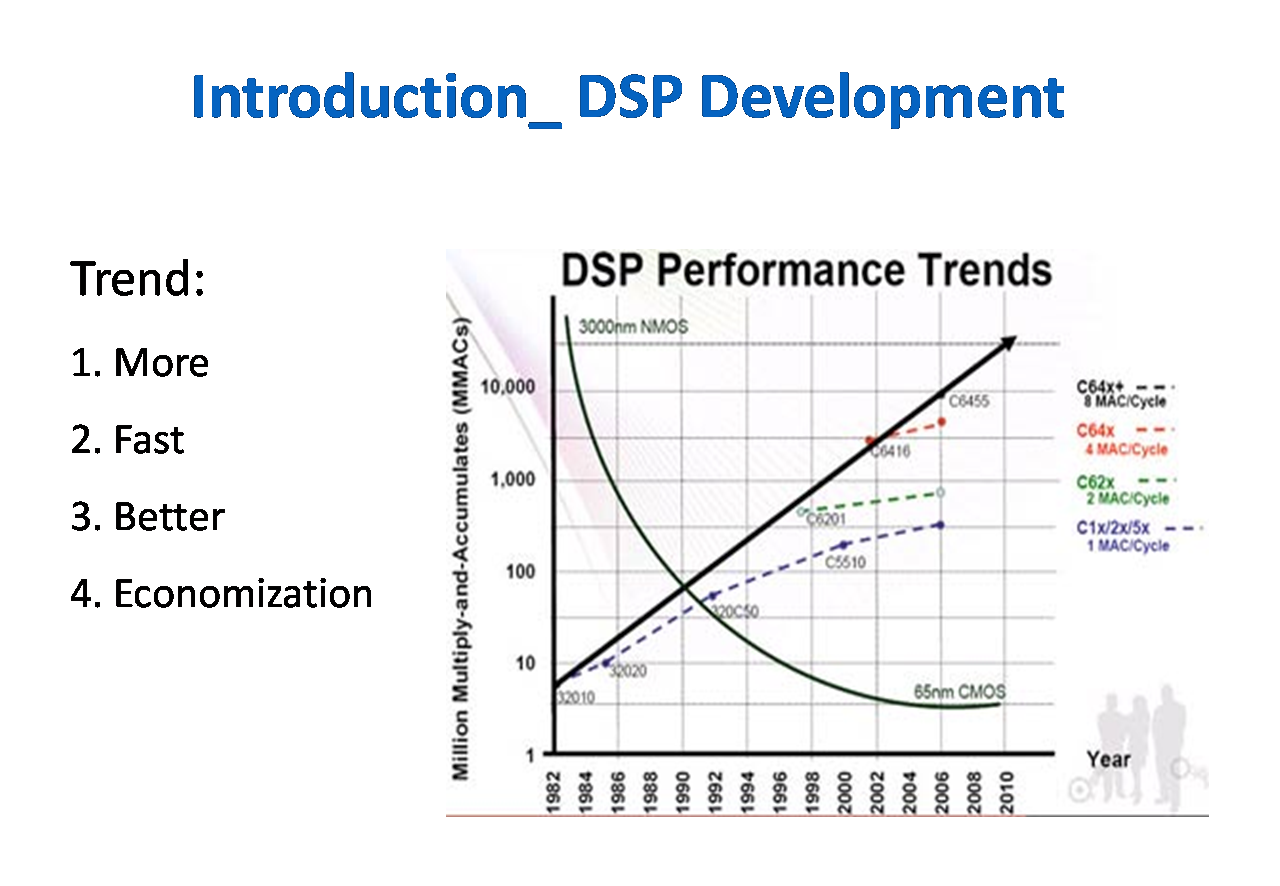 Introduction_ DSP Development
Trend:
1. More
2. Fast
3. Better
4. Economization
DSP Performance Trends
Million Multiply-and-Accumulates (MMACs)
10,000
1,000
100
10
1
3000nm NMOS
C6455
C6416
C6201
C5510
320C50
32020
32010
65nm CMOS
1982
1984
1986
1988
1990
1992
1994
1996
1998
2000
2002
2004
2006
2008
2010
Year
C64x+
8 MAC/Cycle
C64x
4 MAC/Cycle
C62x
2 MAC/Cycle
C1x/2x/5x
1 MAC/Cycle